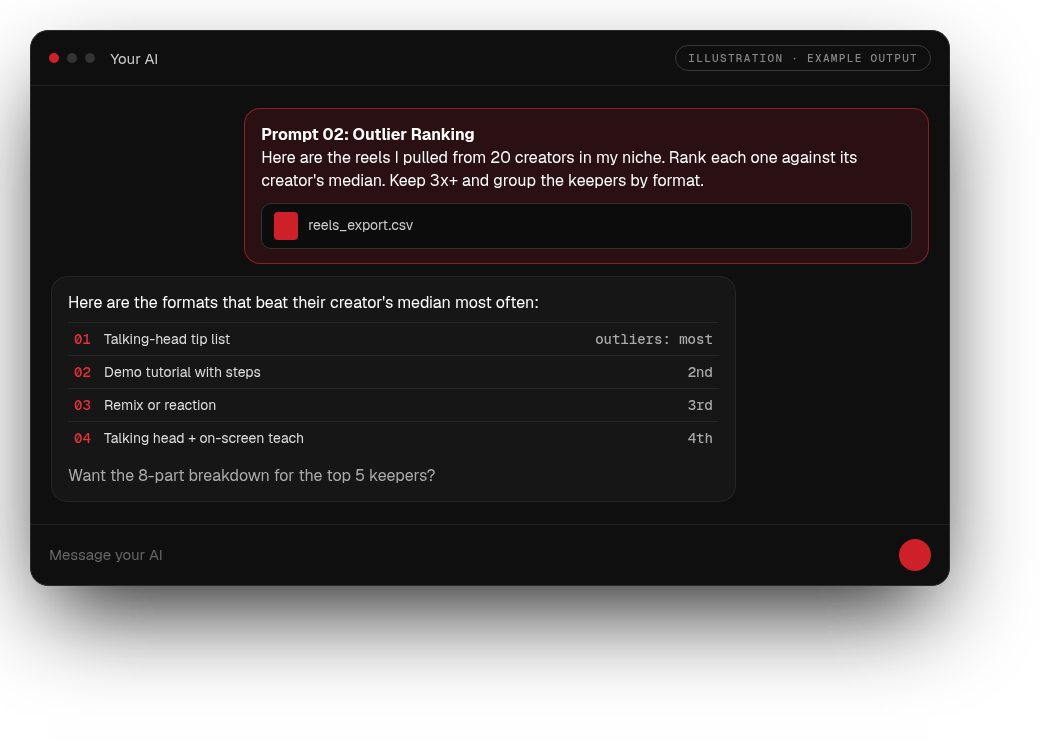 Your AI
ILLUSTRATION · EXAMPLE OUTPUT
Prompt 02: Outlier Ranking
Here are the reels I pulled from 20 creators in my niche. Rank each one against its
creator's median. Keep 3x+ and group the keepers by format.
reels_export.csv
Here are the formats that beat their creator's median most often:
01 Talking-head tip list outliers: most
02 Demo tutorial with steps 2nd
03 Remix or reaction 3rd
04 Talking head + on-screen teach 4th
Want the 8-part breakdown for the top 5 keepers?
Message your AI